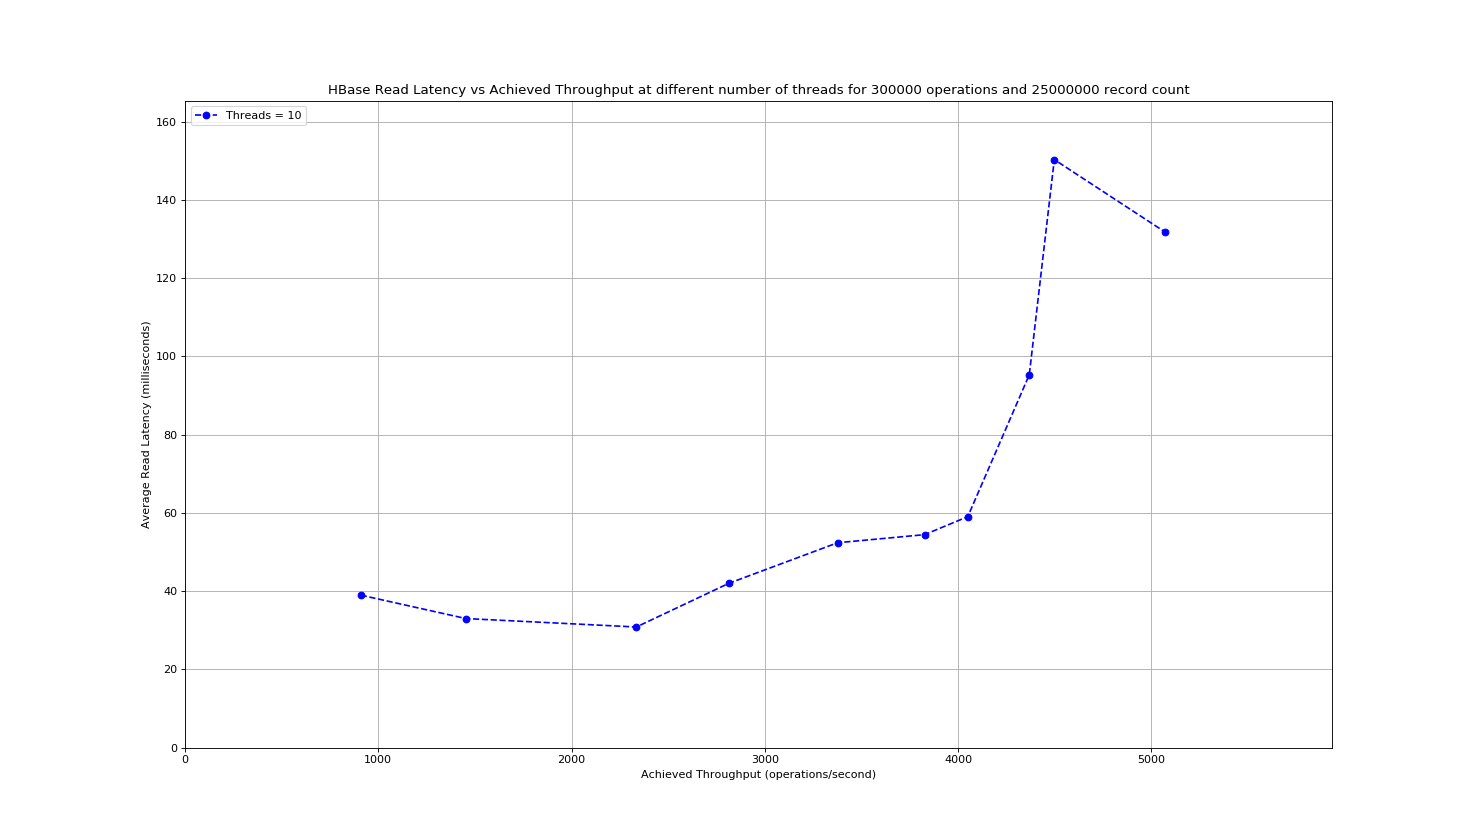 HBase Read Latency vs Achieved Throughput at different number of threads for 300000 operations and 25000000 record count
Threads = 10
160
140
120
100
80
60
40
20
0
Average Read Latency (milliseconds)
0 1000 2000 3000 4000 5000
Achieved Throughput (operations/second)